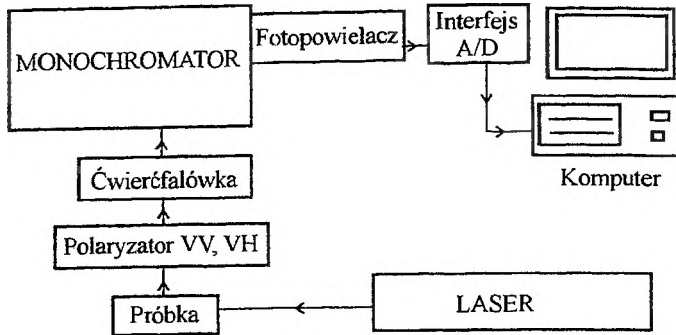 MONOCHROMATOR
Fotopowielacz
Interfejs
A/D
Komputer
Ćwierćfalówka
Polaryzator VV, VH
Próbka
LASER